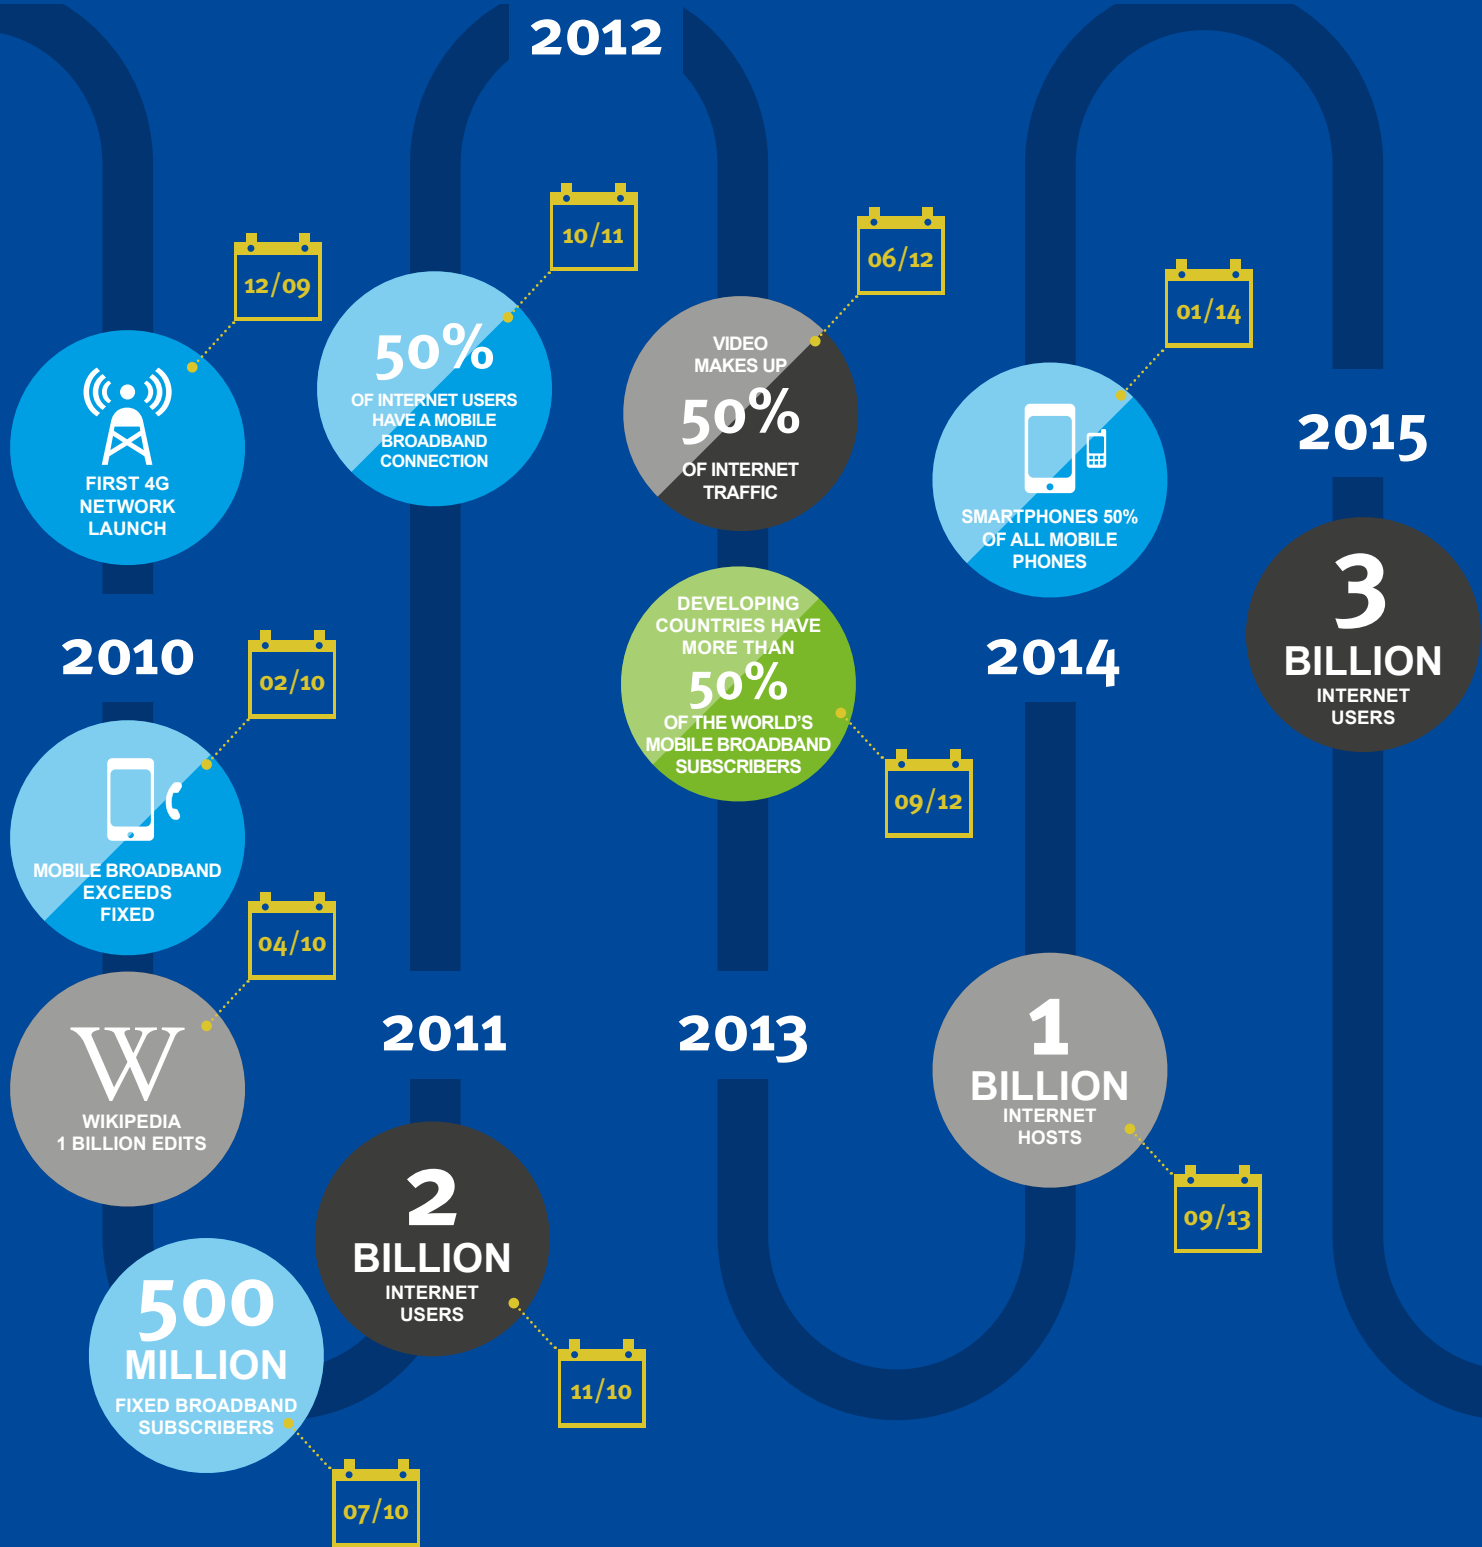 12/09
FIRST 4G
NETWORK
LAUNCH
2010
02/10
MOBILE BROADBAND
EXCEEDS
FIXED
04/10
W
WIKIPEDIA
1 BILLION EDITS
500
MILLION
FIXED BROADBAND
SUBSCRIBERS
07/10
2
BILLION
INTERNET
USERS
11/10
2011
10/11
50%
OF INTERNET USERS
HAVE A MOBILE
BROADBAND
CONNECTION
2012
06/12
VIDEO
MAKES UP
50%
OF INTERNET
TRAFFIC
DEVELOPING
COUNTRIES HAVE
MORE THAN
50%
OF THE WORLD'S
MOBILE BROADBAND
SUBSCRIBERS
09/12
2013
1
BILLION
INTERNET
HOSTS
09/13
2014
01/14
SMARTPHONES 50%
OF ALL MOBILE
PHONES
2015
3
BILLION
INTERNET
USERS